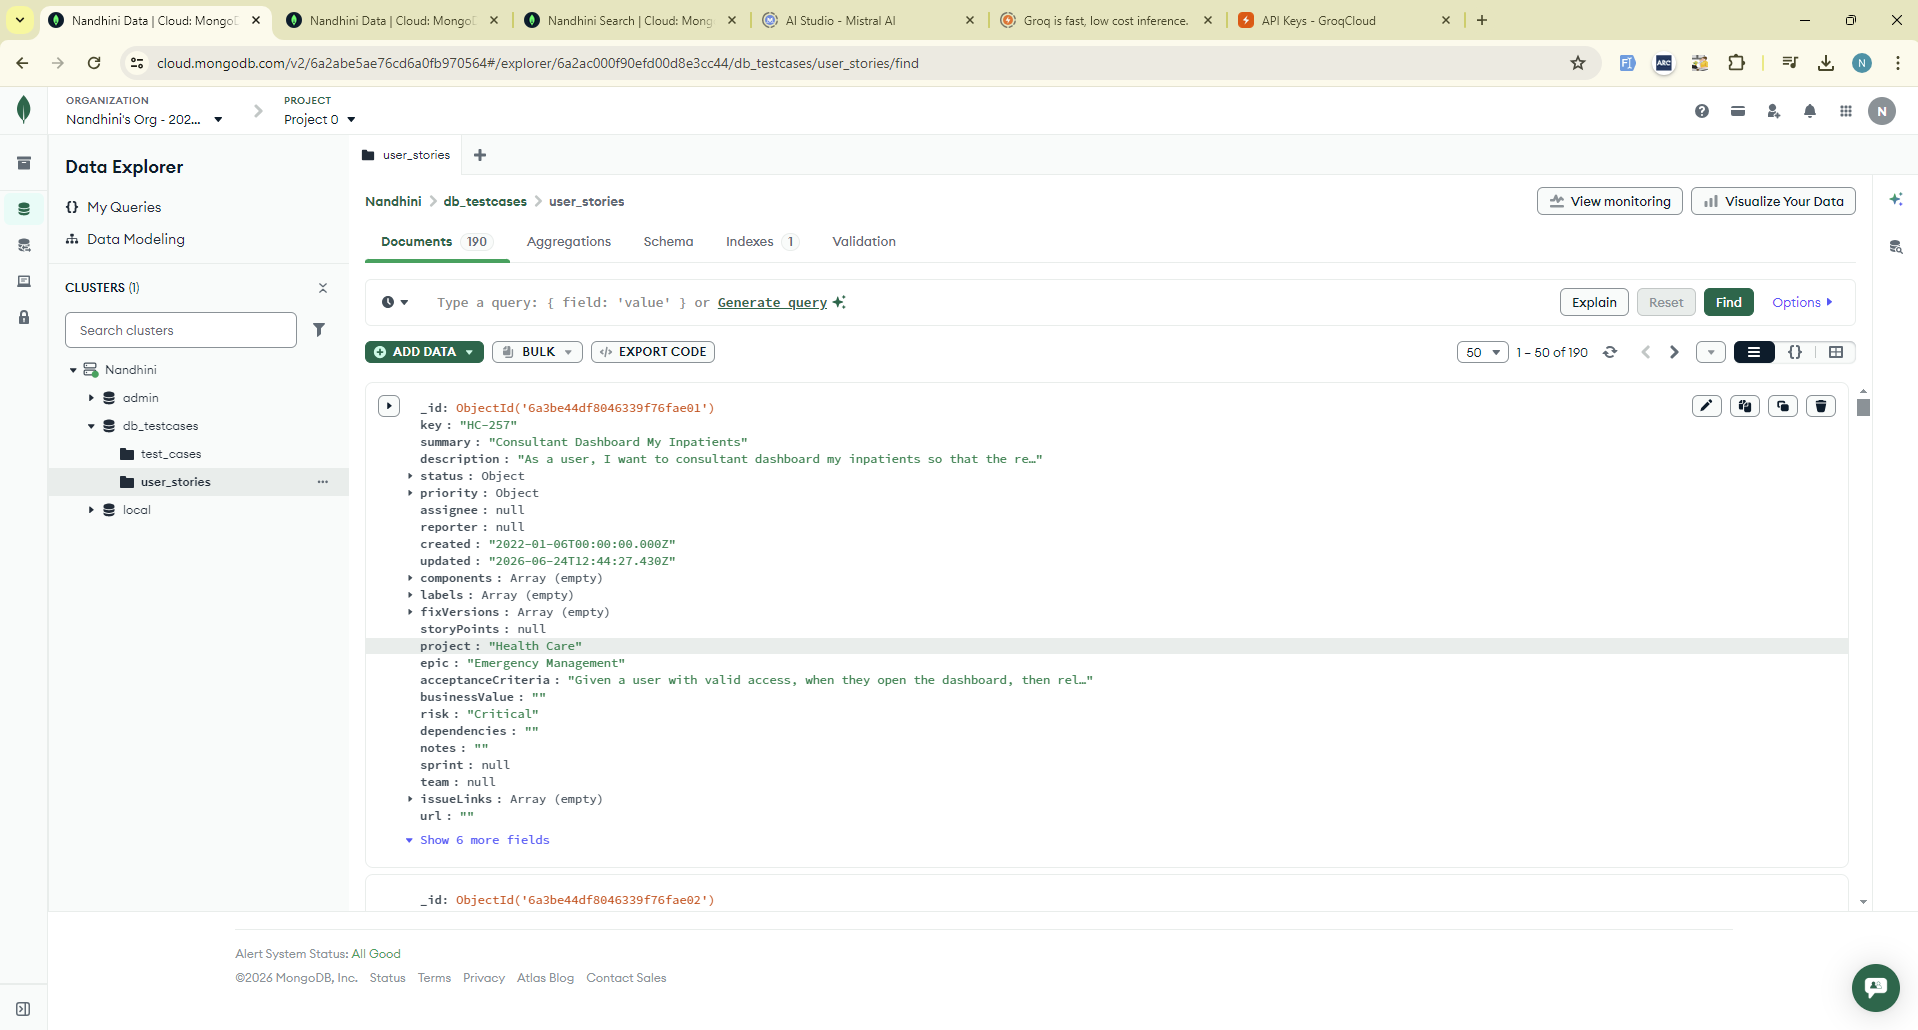 Nandhini Data | Cloud: MongoD
Nandhini Data | Cloud: MongoD
Nandhini Search | Cloud: Mong
AI Studio - Mistral AI
Groq is fast, low cost inference.
API Keys - GroqCloud
cloud.mongodb.com/v2/6a2abe5ae76cd6a0fb970564#/explorer/6a2ac000f90efd00d8e3cc44/db_testcases/user_stories/find
ARC
N
ORGANIZATION
Nandhini's Org - 202...
PROJECT
Project 0
N
Data Explorer
My Queries
Data Modeling
CLUSTERS (1)
Search clusters
Nandhini
admin
db_testcases
test_cases
user_stories
local
user_stories
Nandhini > db_testcases > user_stories
View monitoring
Visualize Your Data
Documents 190
Aggregations
Schema
Indexes 1
Validation
Type a query: { field: 'value' } or Generate query
Explain
Reset
Find
Options
ADD DATA
BULK
EXPORT CODE
50
1 – 50 of 190
_id: ObjectId('6a3be44df8046339f76fae01')
key : "HC-257"
summary : "Consultant Dashboard My Inpatients"
description : "As a user, I want to consultant dashboard my inpatients so that the re…"
status : Object
priority : Object
assignee : null
reporter : null
created : "2022-01-06T00:00:00.000Z"
updated : "2026-06-24T12:44:27.430Z"
components : Array (empty)
labels : Array (empty)
fixVersions : Array (empty)
storyPoints : null
project : "Health Care"
epic : "Emergency Management"
acceptanceCriteria : "Given a user with valid access, when they open the dashboard, then rel…"
businessValue : ""
risk : "Critical"
dependencies : ""
notes : ""
sprint : null
team : null
issueLinks : Array (empty)
url : ""
Show 6 more fields
_id: ObjectId('6a3be44df8046339f76fae02')
Alert System Status: All Good
©2026 MongoDB, Inc. Status Terms Privacy Atlas Blog Contact Sales